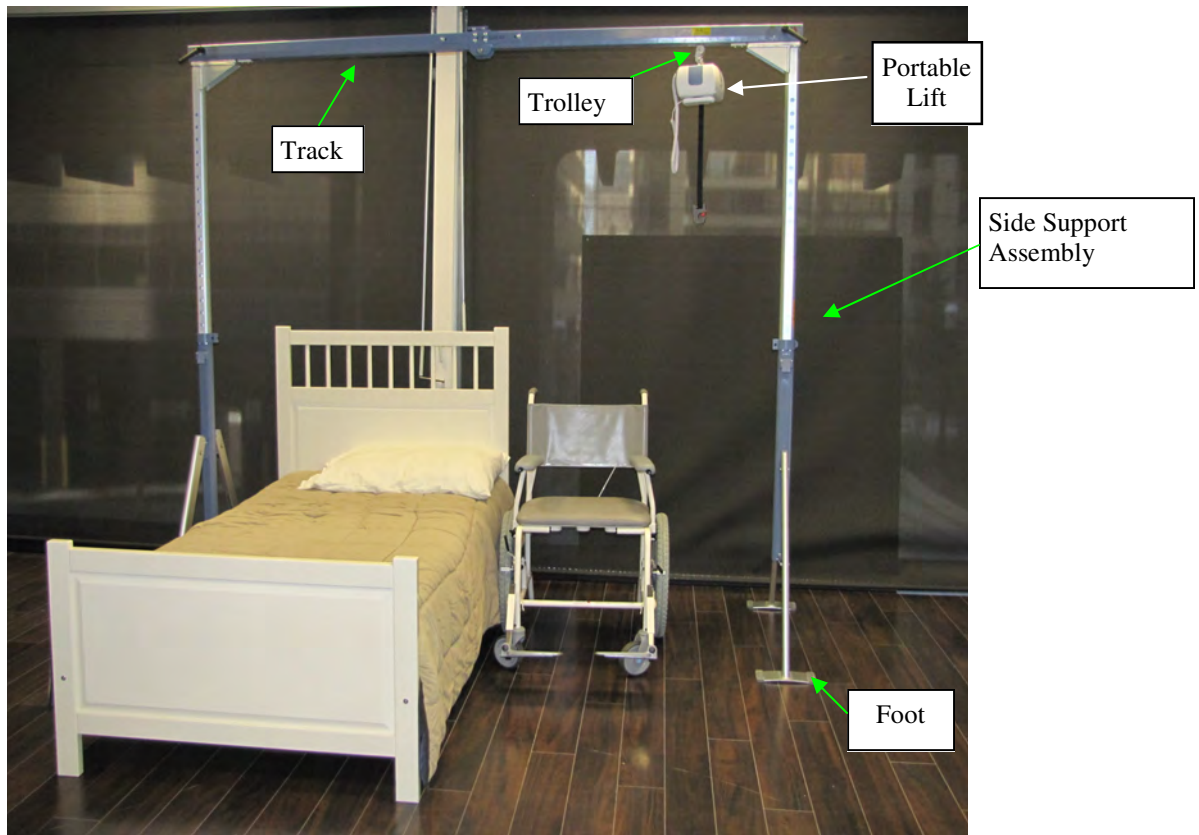 Portable
Lift
Trolley
Track
Side Support
Assembly
Foot